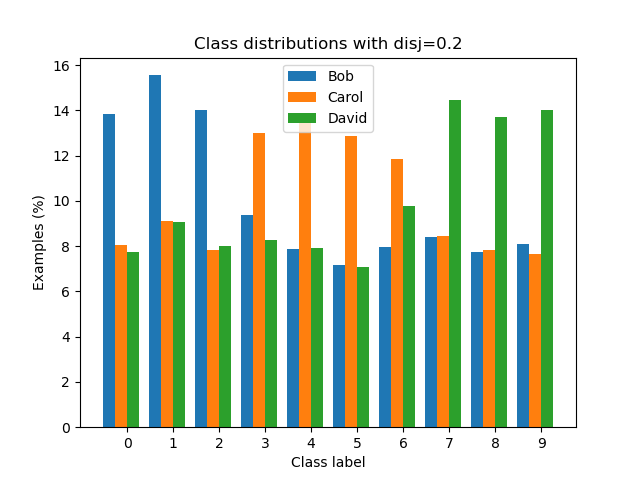 Class distributions with disj=0.2
Bob
Carol
David
16
14
12
10
8
6
4
2
0
Examples (%)
0 1 2 3 4 5 6 7 8 9
Class label